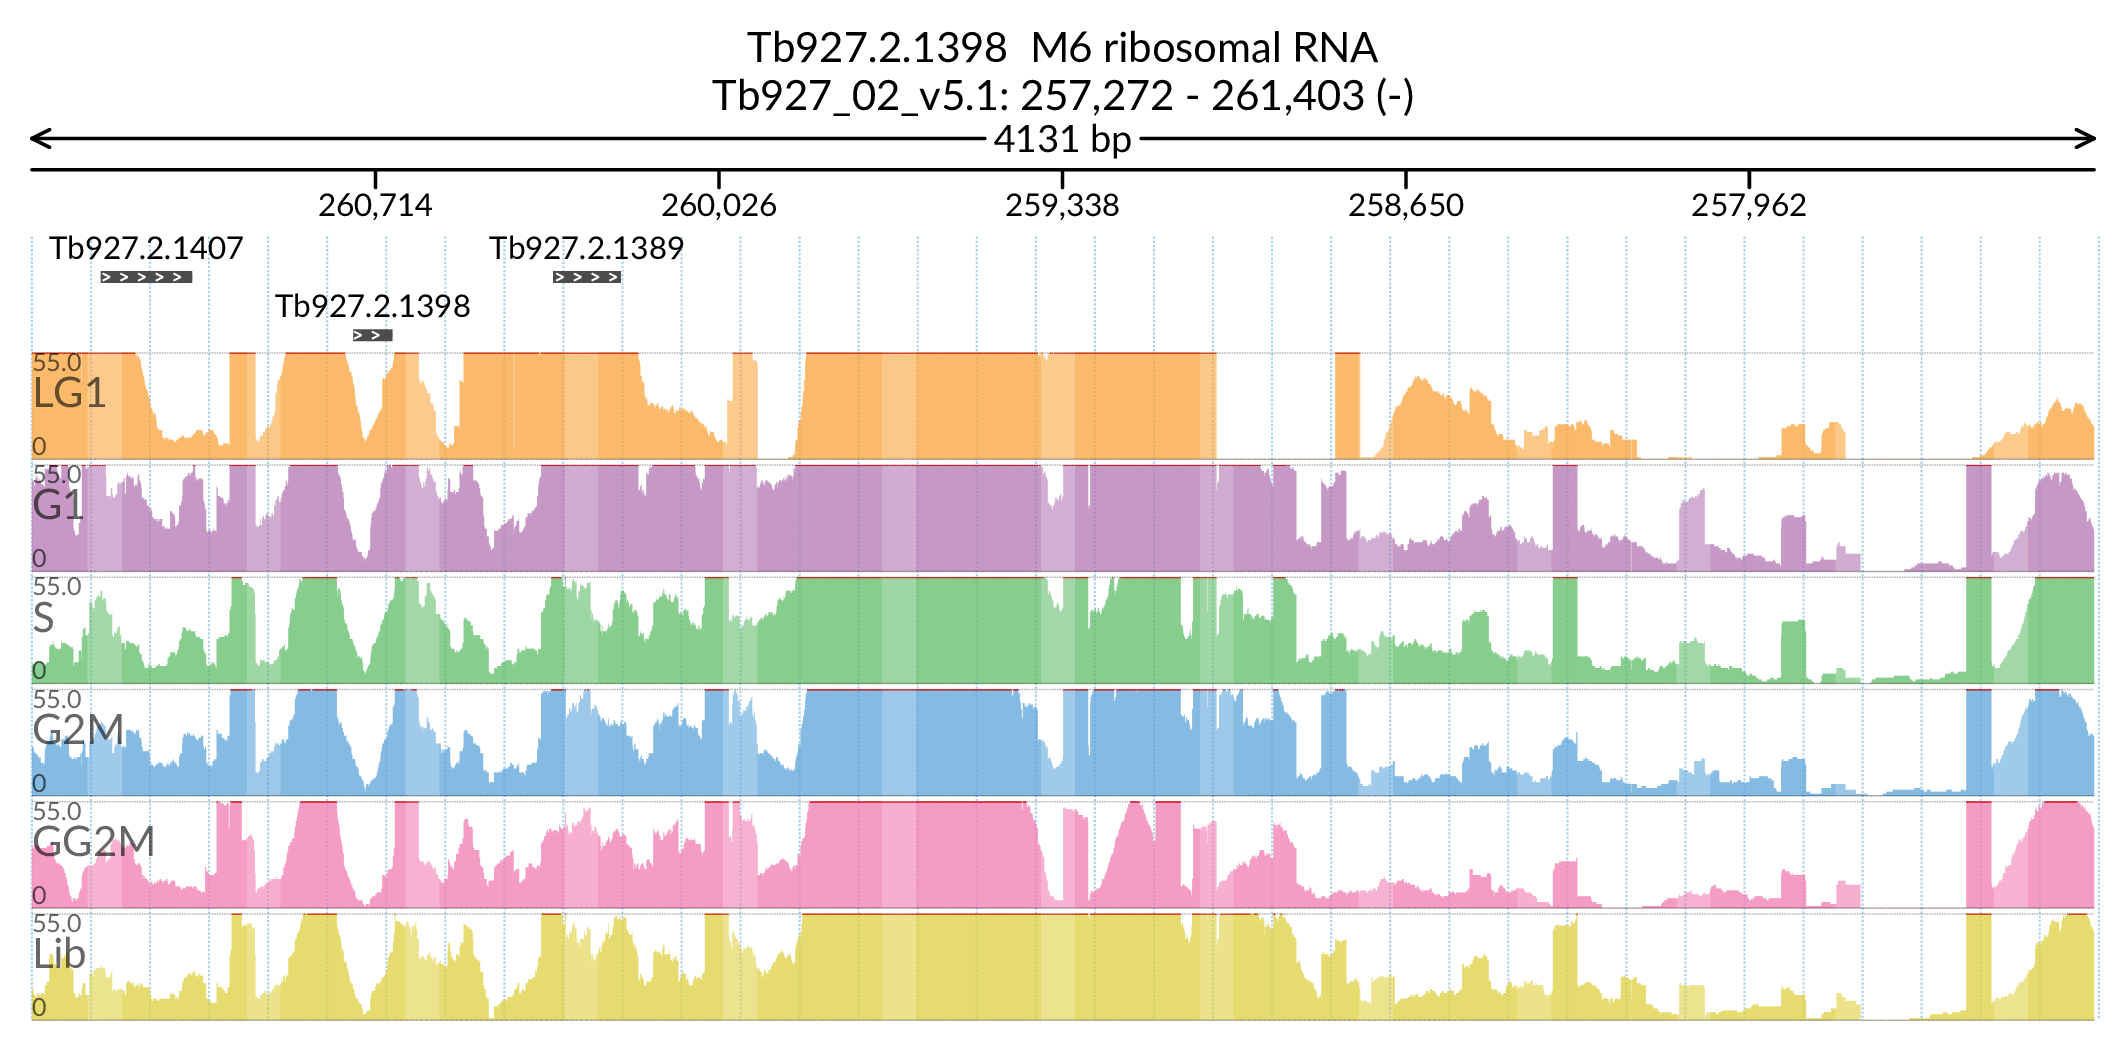 Tb927.2.1398  M6 ribosomal RNA
Tb927_02_v5.1: 257,272 - 261,403 (-)
4131 bp
260,714 260,026 259,338 258,650 257,962
Tb927.2.1407 Tb927.2.1389
Tb927.2.1398
55.0
LG1
0
55.0
G1
0
55.0
S
0
55.0
G2M
0
55.0
GG2M
0
55.0
Lib
0